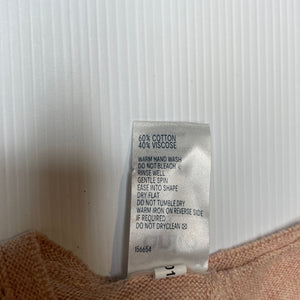 60% COTTON
40% VISCOSE
WARM HAND WASH
DO NOT BLEACH
RINSE WELL
GENTLE SPIN
EASE INTO SHAPE
DRY FLAT
DO NOT TUMBLE DRY
WARM IRON ON REVERSE SIDE
IF REQUIRED
DO NOT DRYCLEAN
156654